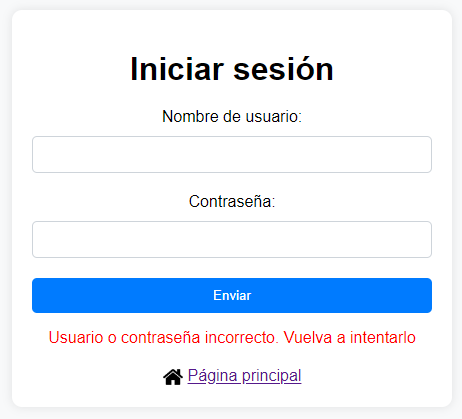 Iniciar sesión
Nombre de usuario:
Contraseña:
Enviar
Usuario o contraseña incorrecto. Vuelva a intentarlo
Página principal